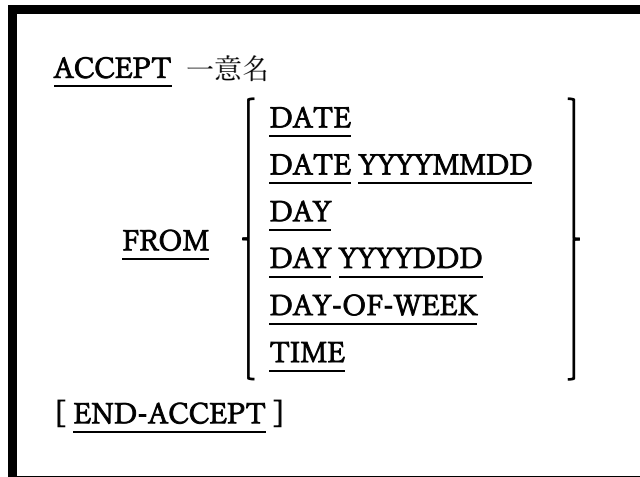 ACCEPT 一意名
DATE
DATE YYYYMMDD
DAY
FROM DAY YYYYDDD
DAY-OF-WEEK
TIME
[ END-ACCEPT ]